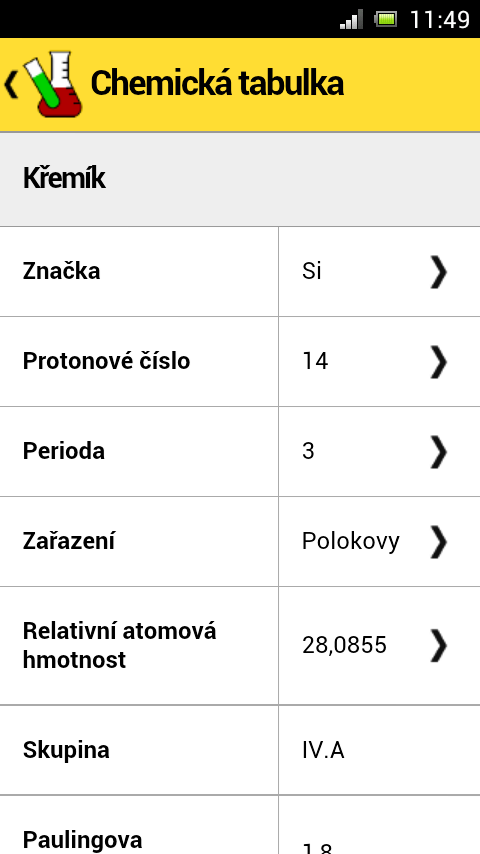 11:49
Chemická tabulka
Křemík
Značka
Si
Protonové číslo
14
Perioda
3
Zařazení
Polokovy
Relativní atomová
hmotnost
28,0855
Skupina
IV.A
Paulingova
1,8